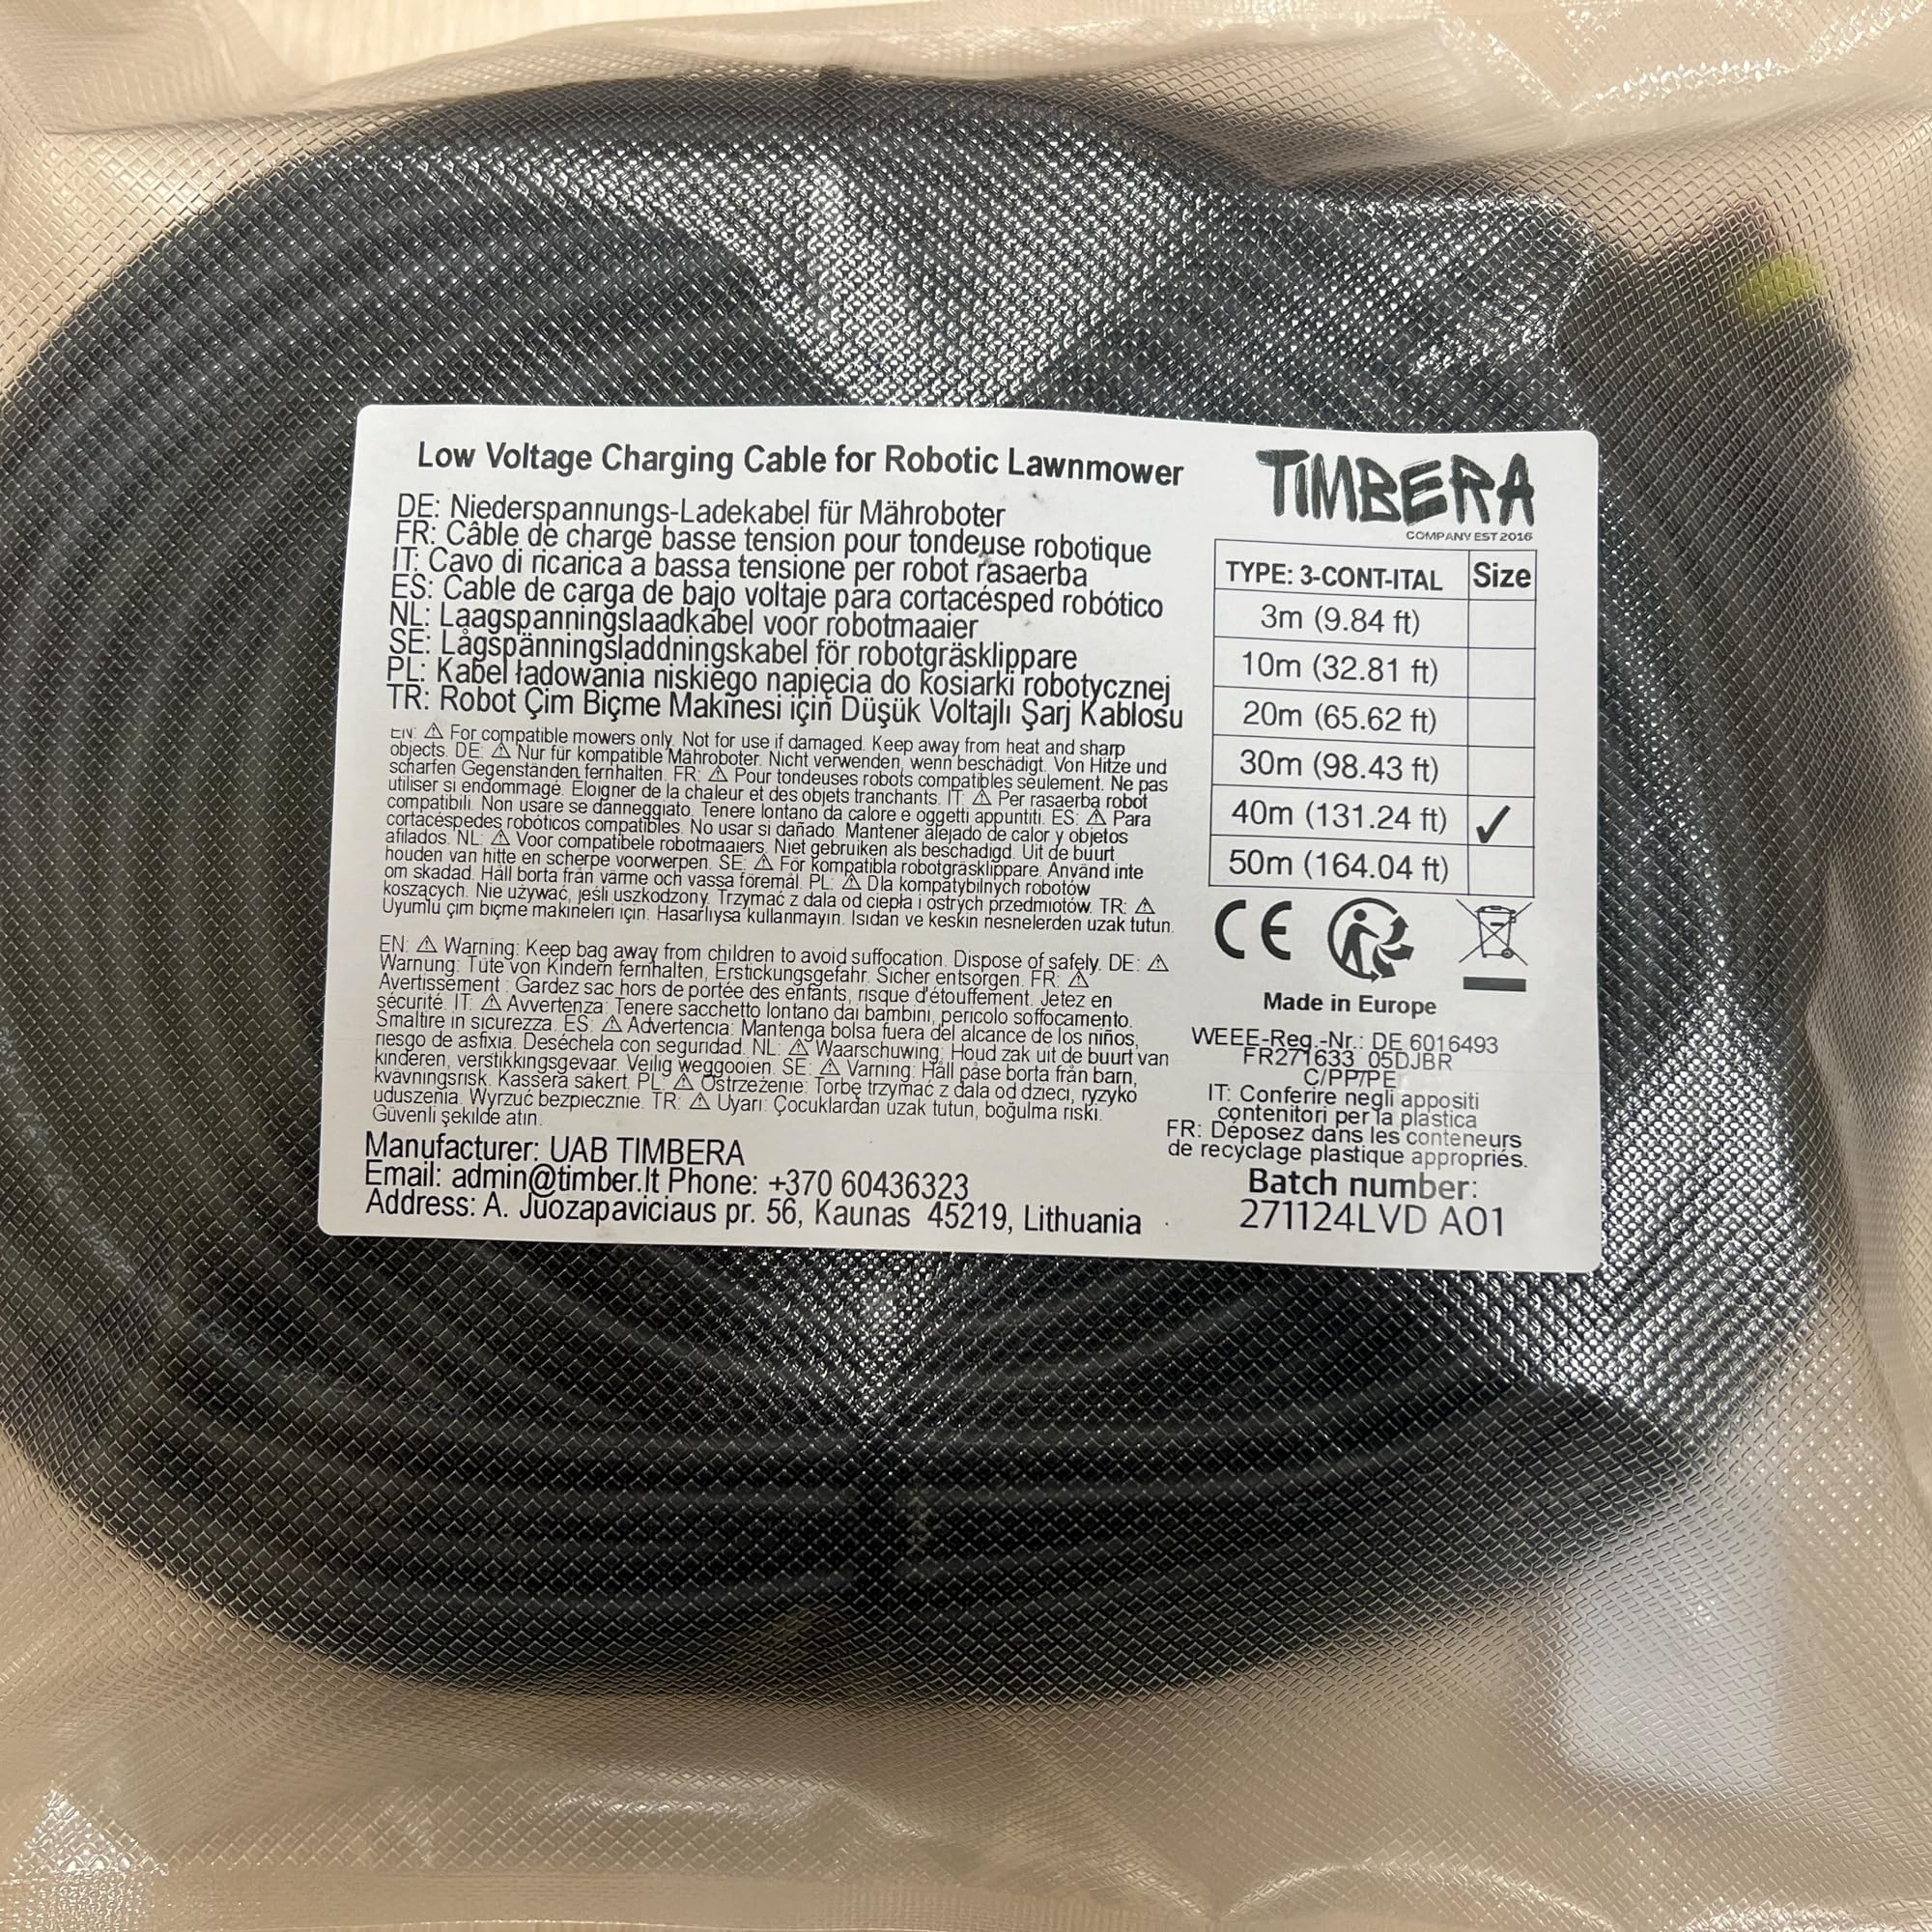 Low Voltage Charging Cable for Robotic Lawnmower
DE: Niederspannungs-Ladekabel für Mähroboter
FR: Câble de charge basse tension pour tondeuse robotique
IT: Cavo di ricarica a bassa tensione per robot rasaerba
ES: Cable de carga de bajo voltaje para cortacésped robótico
NL: Laagspanningslaadkabel voor robotmaaier
SE: Lågspänningsladdningskabel för robotgräsklippare
PL: Kabel ładowania niskiego napięcia do kosiarki robotycznej
TR: Robot Çim Biçme Makinesi için Düşük Voltajlı Şarj Kablosu
EN: ⚠ For compatible mowers only. Not for use if damaged. Keep away from heat and sharp
objects. DE: ⚠ Nur für kompatible Mähroboter. Nicht verwenden, wenn beschädigt. Von Hitze und
scharfen Gegenständen fernhalten. FR: ⚠ Pour tondeuses robots compatibles seulement. Ne pas
utiliser si endommagé. Éloigner de la chaleur et des objets tranchants. IT: ⚠ Per rasaerba robot
compatibili. Non usare se danneggiato. Tenere lontano da calore e oggetti appuntiti. ES: ⚠ Para
cortacéspedes robóticos compatibles. No usar si dañado. Mantener alejado de calor y objetos
afilados. NL: ⚠ Voor compatibele robotmaaiers. Niet gebruiken als beschadigd. Uit de buurt
houden van hitte en scherpe voorwerpen. SE: ⚠ För kompatibla robotgräsklippare. Använd inte
om skadad. Håll borta från värme och vassa föremål. PL: ⚠ Dla kompatybilnych robotów
koszących. Nie używać, jeśli uszkodzony. Trzymać z dala od ciepła i ostrych przedmiotów. TR: ⚠
Uyumlu çim biçme makineleri için. Hasarlıysa kullanmayın. Isıdan ve keskin nesnelerden uzak tutun.
EN: ⚠ Warning: Keep bag away from children to avoid suffocation. Dispose of safely. DE: ⚠
Warnung: Tüte von Kindern fernhalten, Erstickungsgefahr. Sicher entsorgen. FR: ⚠
Avertissement : Gardez sac hors de portée des enfants, risque d'étouffement. Jetez en
sécurité. IT: ⚠ Avvertenza: Tenere sacchetto lontano dai bambini, pericolo soffocamento.
Smaltire in sicurezza. ES: ⚠ Advertencia: Mantenga bolsa fuera del alcance de los niños,
riesgo de asfixia. Deséchela con seguridad. NL: ⚠ Waarschuwing: Houd zak uit de buurt van
kinderen, verstikkingsgevaar. Veilig weggooien. SE: ⚠ Varning: Håll påse borta från barn,
kvävningsrisk. Kassera säkert. PL: ⚠ Ostrzeżenie: Torbę trzymać z dala od dzieci, ryzyko
uduszenia. Wyrzuć bezpiecznie. TR: ⚠ Uyarı: Çocuklardan uzak tutun, boğulma riski.
Güvenli şekilde atın.
Manufacturer: UAB TIMBERA
Email: admin@timber.lt Phone: +370 60436323
Address: A. Juozapaviciaus pr. 56, Kaunas 45219, Lithuania
TIMBERA
COMPANY EST 2016
TYPE: 3-CONT-ITAL Size
3m (9.84 ft)
10m (32.81 ft)
20m (65.62 ft)
30m (98.43 ft)
40m (131.24 ft) ✓
50m (164.04 ft)
CE
Made in Europe
WEEE-Reg.-Nr.: DE 6016493
FR271633_05DJBR
C/PP/PE
IT: Conferire negli appositi
contenitori per la plastica
FR: Déposez dans les conteneurs
de recyclage plastique appropriés.
Batch number:
271124LVD A01